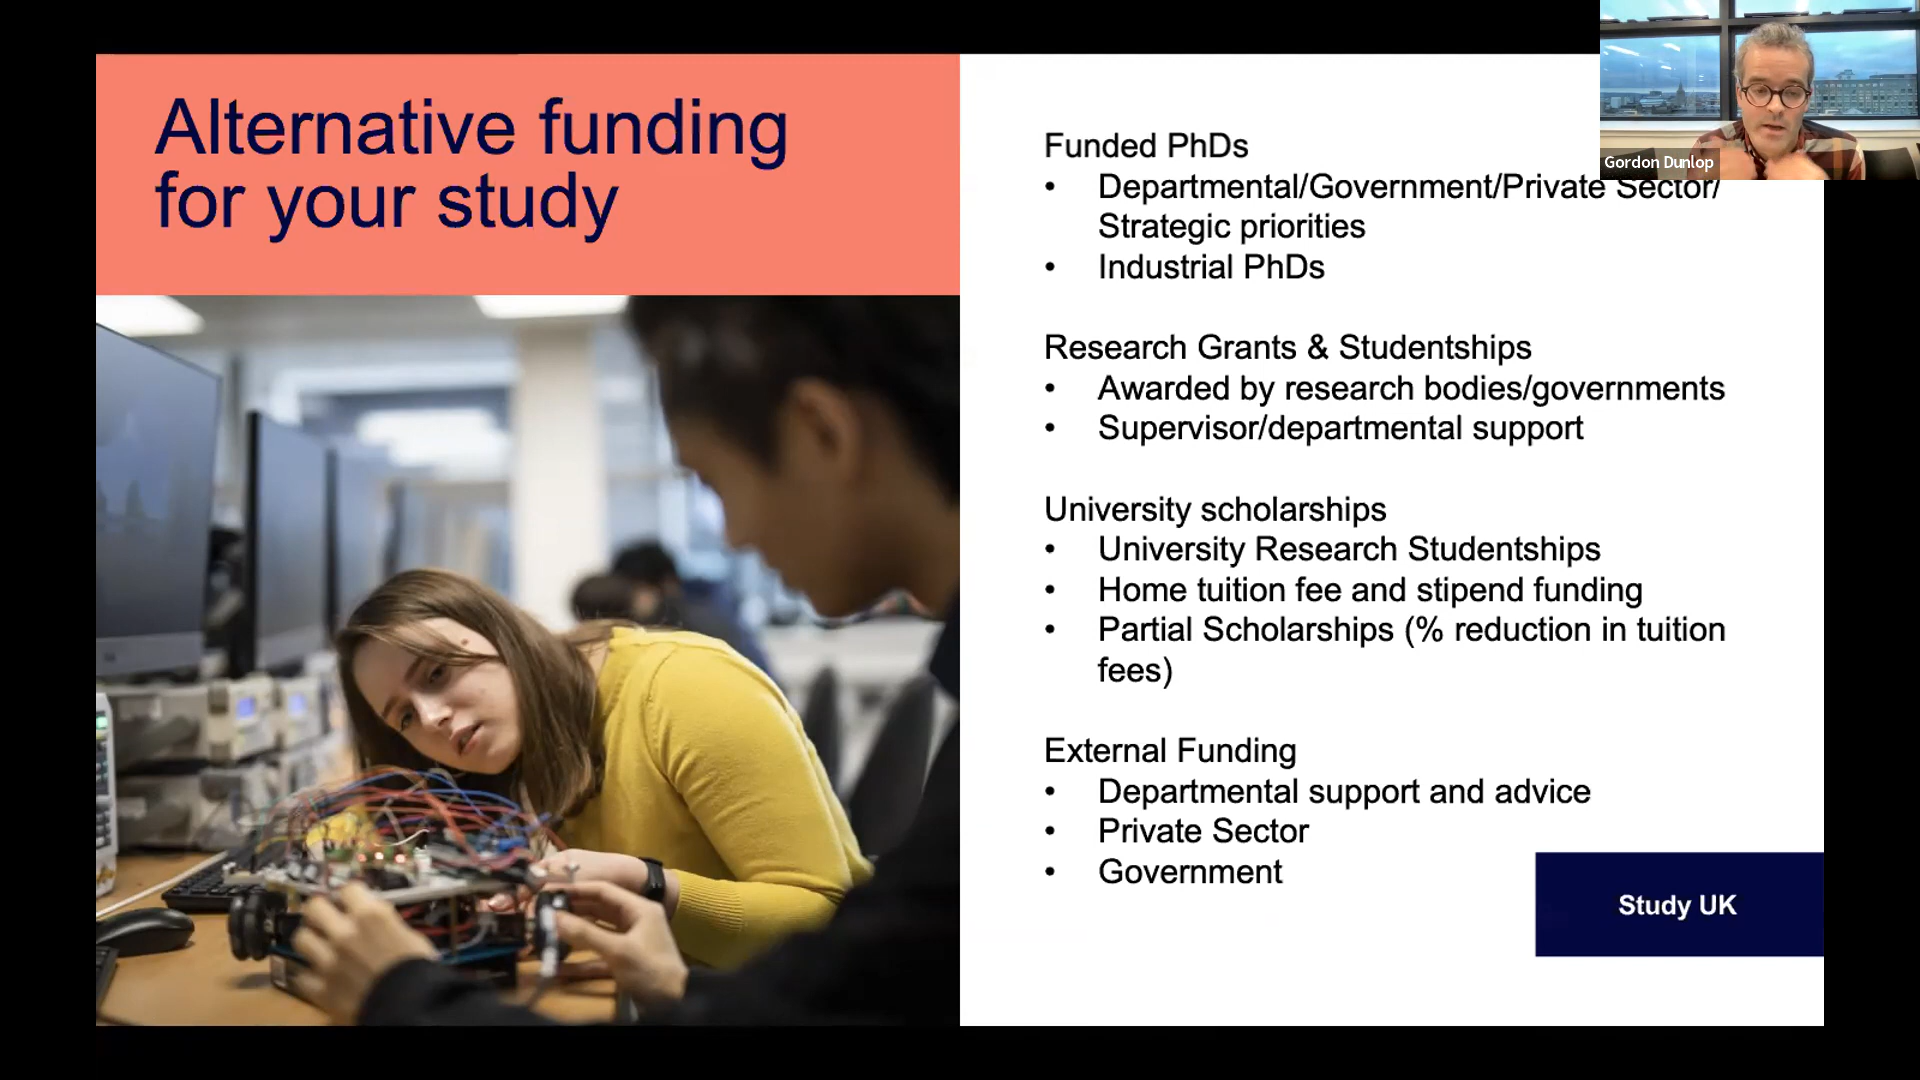 Alternative funding
for your study
Gordon Dunlop
Funded PhDs
• Departmental/Government/Private Sector/
Strategic priorities
• Industrial PhDs
Research Grants & Studentships
• Awarded by research bodies/governments
• Supervisor/departmental support
University scholarships
• University Research Studentships
• Home tuition fee and stipend funding
• Partial Scholarships (% reduction in tuition
fees)
External Funding
• Departmental support and advice
• Private Sector
• Government
Study UK